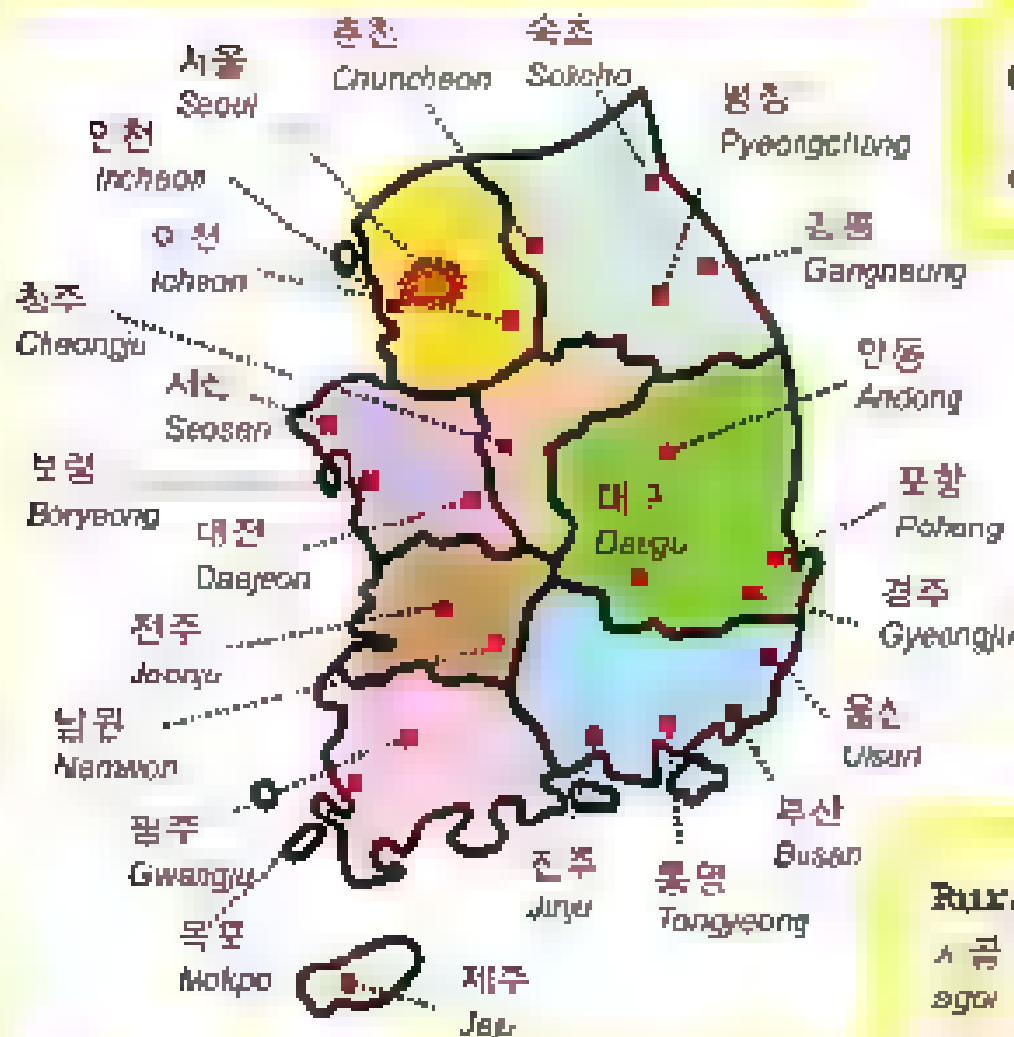 춘천
Chuncheon
속초
Sokcho
서울
Seoul
평창
Pyeongchang
인천
Incheon
이천
Icheon
강릉
Gangneung
청주
Cheongju
안동
Andong
서산
Seosan
보령
Boryeong
대구
Daegu
포항
Pohang
대전
Daejeon
경주
Gyeongju
전주
Jeonju
울산
Ulsan
남원
Namwon
부산
Busan
광주
Gwangju
진주
Jinju
통영
Tongyeong
목포
Mokpo
제주
Jeju